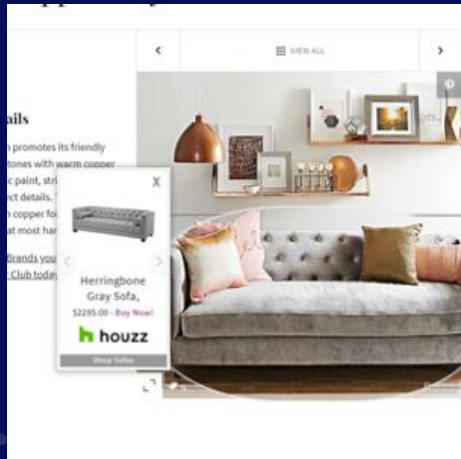 VIEW ALL
ails
n promotes its friendly
tones with warm copper
c paint, stri
ct details.
n copper foi
at most har
Brands you
Club today
X
Herringbone
Gray Sofa,
$2295.00 - Buy Now!
houzz
Shop Sofas